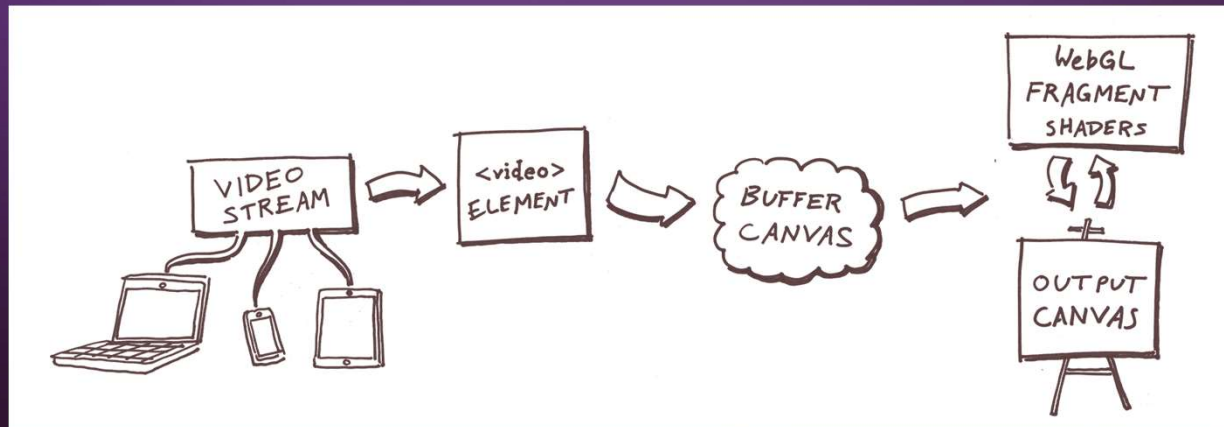 VIDEO
STREAM
<video>
ELEMENT
BUFFER
CANVAS
WebGL
FRAGMENT
SHADERS
OUTPUT
CANVAS